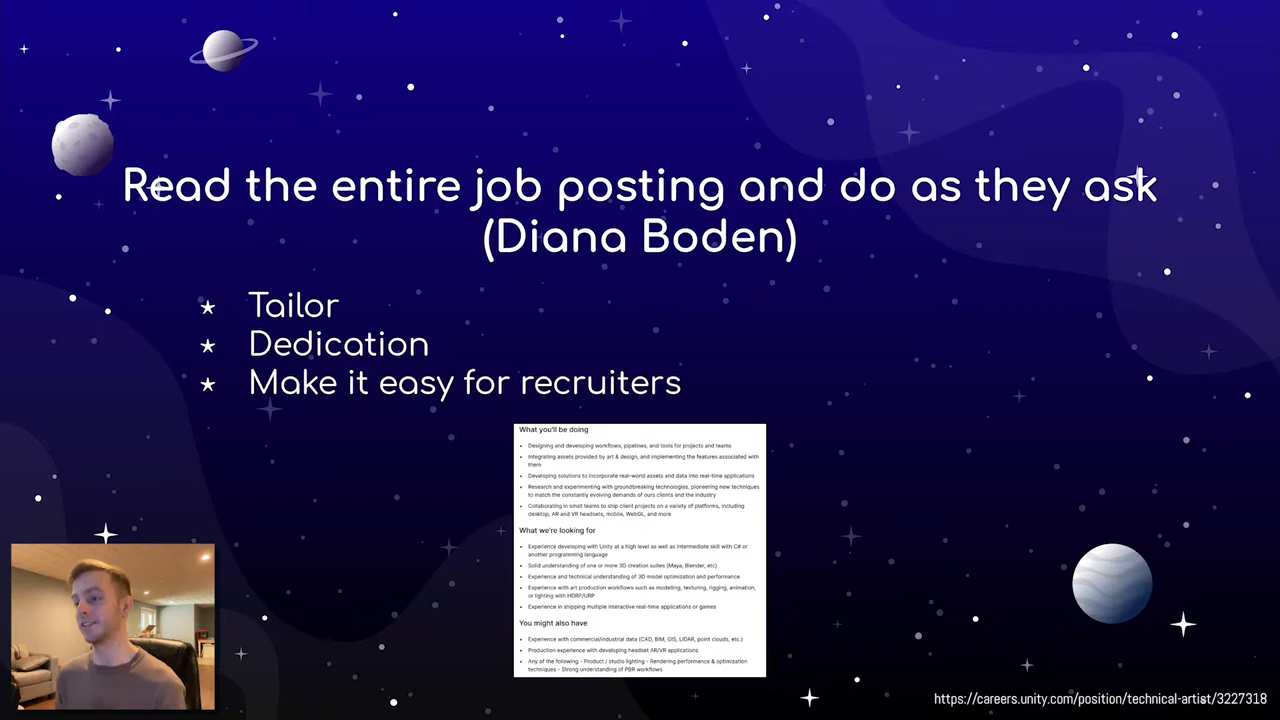 Read the entire job posting and do as they ask
(Diana Boden)
Tailor
Dedication
Make it easy for recruiters
What you'll be doing
Designing and developing workflows, pipelines, and tools for projects and teams
Integrating assets provided by art & design, and implementing the features associated with
them
Developing solutions to incorporate real-world assets and data into real-time applications
Research and experimenting with groundbreaking technologies, pioneering new techniques
to match the constantly evolving demands of ours clients and the industry
Collaborating in small teams to ship client projects on a variety of platforms, including
desktop, AR and VR headsets, mobile, WebGL, and more
What we're looking for
Experience developing with Unity at a high level as well as intermediate skill with C# or
another programming language
Solid understanding of one or more 3D creation suites (Maya, Blender, etc)
Experience and technical understanding of 3D model optimization and performance
Experience with art production workflows such as modelling, texturing, rigging, animation,
or lighting with HDRP/URP
Experience in shipping multiple interactive real-time applications or games
You might also have
Experience with commercial/industrial data (CAD, BIM, GIS, LIDAR, point clouds, etc.)
Production experience with developing headset AR/VR applications
Any of the following - Product / studio lighting - Rendering performance & optimization
techniques - Strong understanding of PBR workflows
https://careers.unity.com/position/technical-artist/3227318